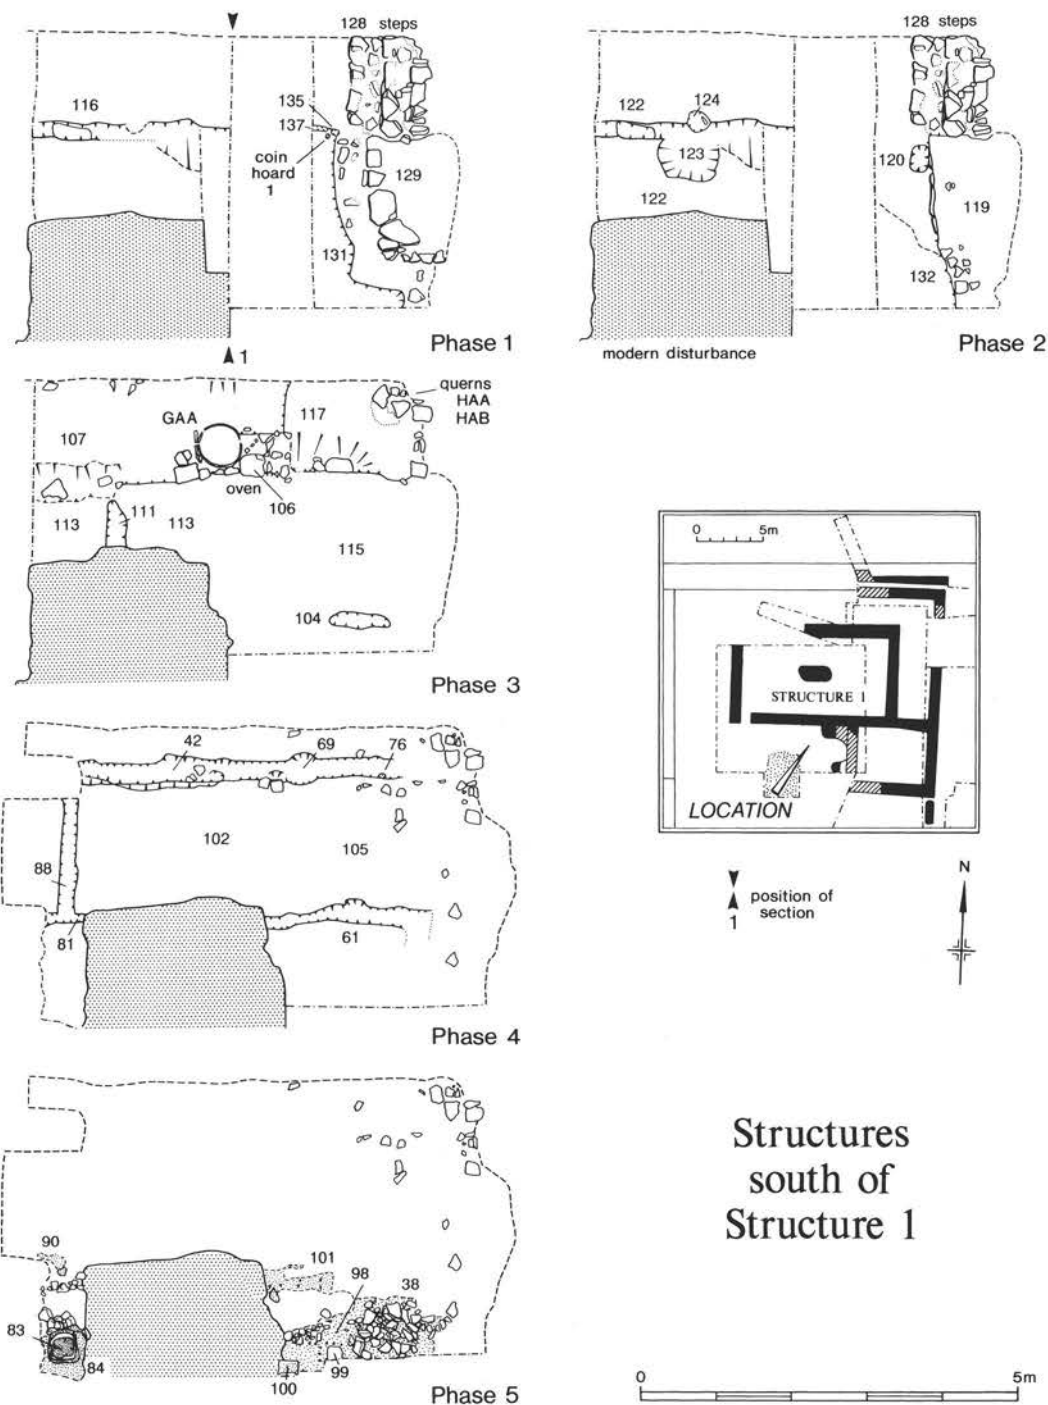 128 steps
116
135
137
coin
hoard
1
129
131
Phase 1
1
128 steps
122
124
123
120
122
119
132
modern disturbance
Phase 2
querns
HAA
HAB
GAA
117
107
oven
106
113
111
113
115
104
Phase 3
0 5m
STRUCTURE 1
LOCATION
N
position of
section
1
42
69
76
102
105
88
81
61
Phase 4
90
101
98
38
83
84
99
100
Phase 5
Structures
south of
Structure 1
0 5m